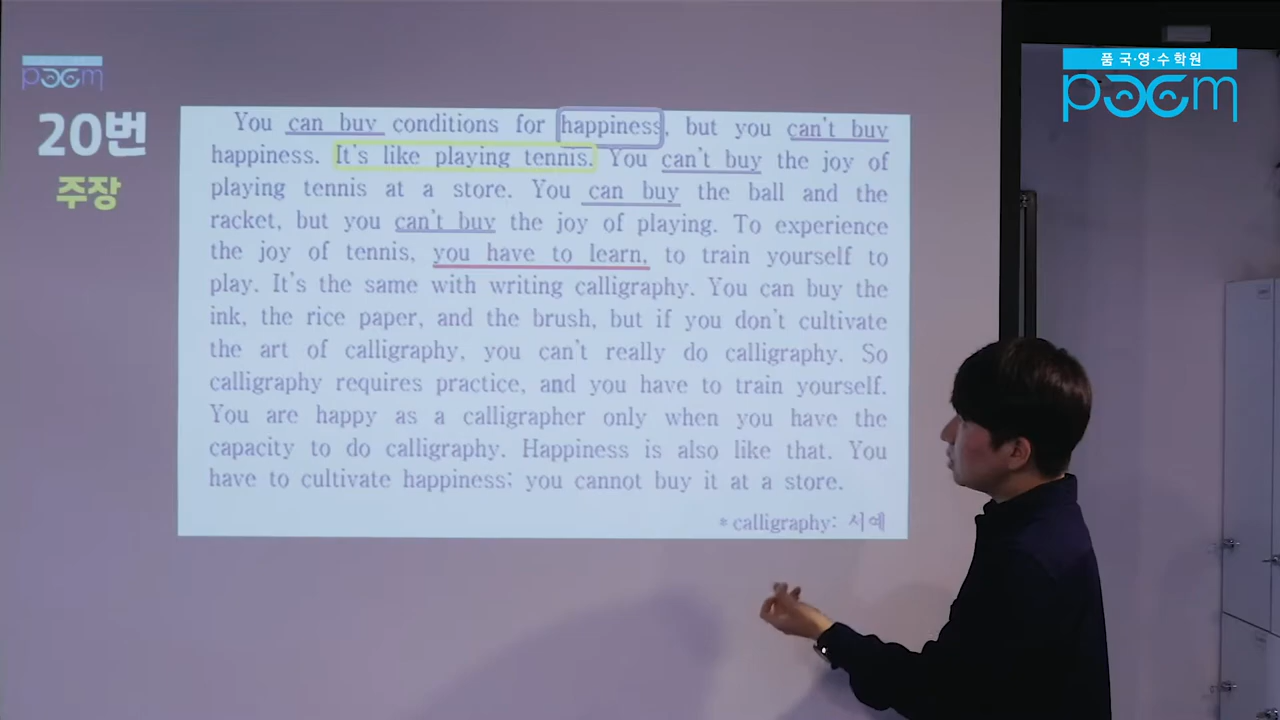 품 국·영·수 학원
poem
poem
20번
주장
You can buy conditions for happiness, but you can't buy
happiness. It's like playing tennis. You can't buy the joy of
playing tennis at a store. You can buy the ball and the
racket, but you can't buy the joy of playing. To experience
the joy of tennis, you have to learn, to train yourself to
play. It's the same with writing calligraphy. You can buy the
ink, the rice paper, and the brush, but if you don't cultivate
the art of calligraphy, you can't really do calligraphy. So
calligraphy requires practice, and you have to train yourself.
You are happy as a calligrapher only when you have the
capacity to do calligraphy. Happiness is also like that. You
have to cultivate happiness; you cannot buy it at a store.
* calligraphy: 서예